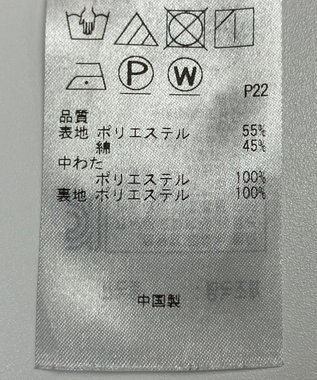 P W
P22
品質
表地 ポリエステル 55%
綿 45%
中わた
ポリエステル 100%
裏地 ポリエステル 100%
中国製